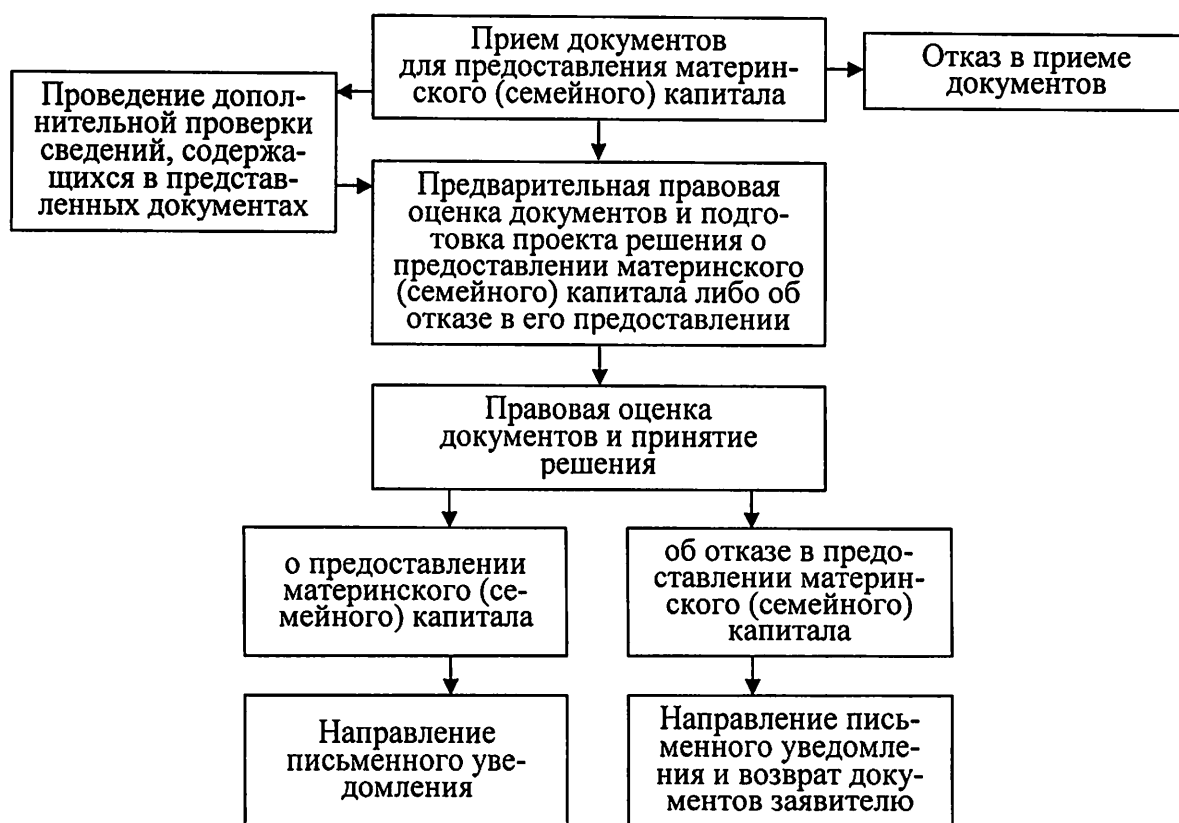 Прием документов
для предоставления материн-
ского (семейного) капитала
Отказ в приеме
документов
Проведение допол-
нительной проверки
сведений, содержа-
щихся в представ-
ленных документах
Предварительная правовая
оценка документов и подго-
товка проекта решения о
предоставлении материнского
(семейного) капитала либо об
отказе в его предоставлении
Правовая оценка
документов и принятие
решения
о предоставлении
материнского (се-
мейного) капитала
об отказе в предо-
ставлении материн-
ского (семейного)
капитала
Направление
письменного уве-
домления
Направление пись-
менного уведомле-
ния и возврат доку-
ментов заявителю